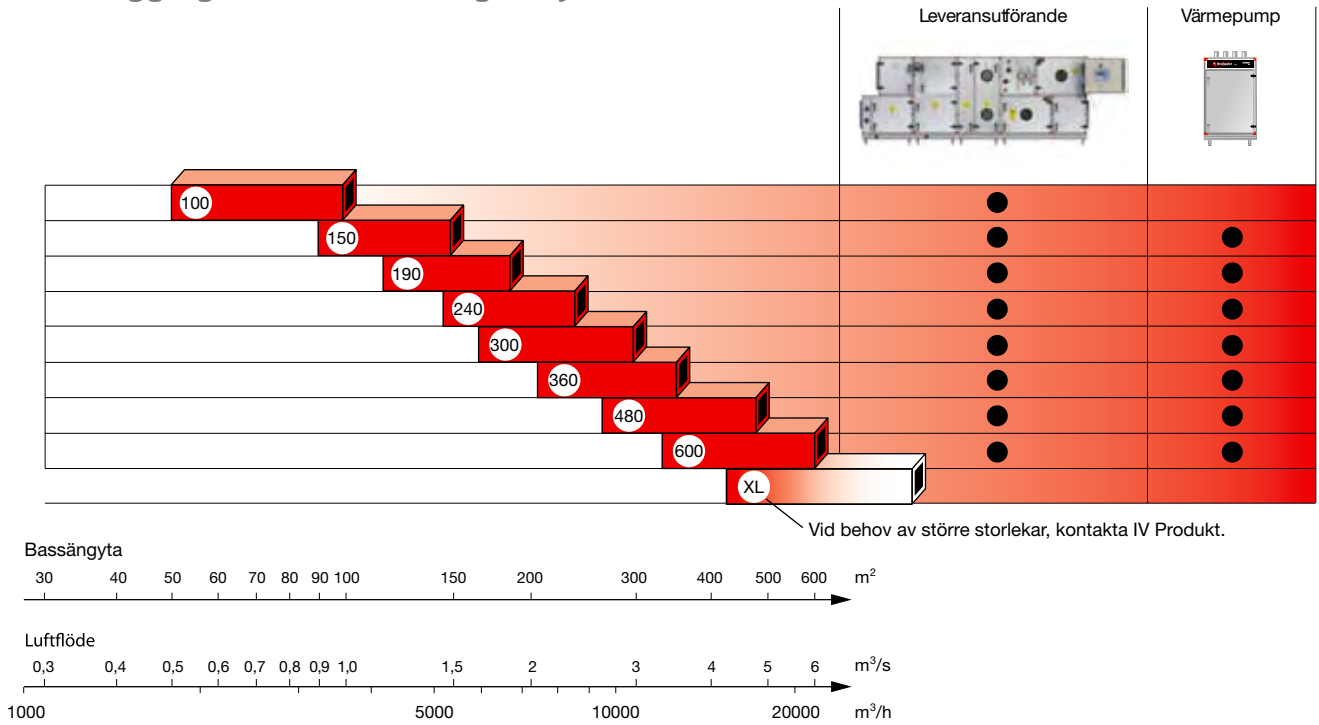 Leveransutförande
Värmepump
100
150
190
240
300
360
480
600
XL
Vid behov av större storlekar, kontakta IV Produkt.
Bassängyta
30 40 50 60 70 80 90 100 150 200 300 400 500 600 m²
Luftflöde
0,3 0,4 0,5 0,6 0,7 0,8 0,9 1,0 1,5 2 3 4 5 6 m³/s
1000 5000 10000 20000 m³/h